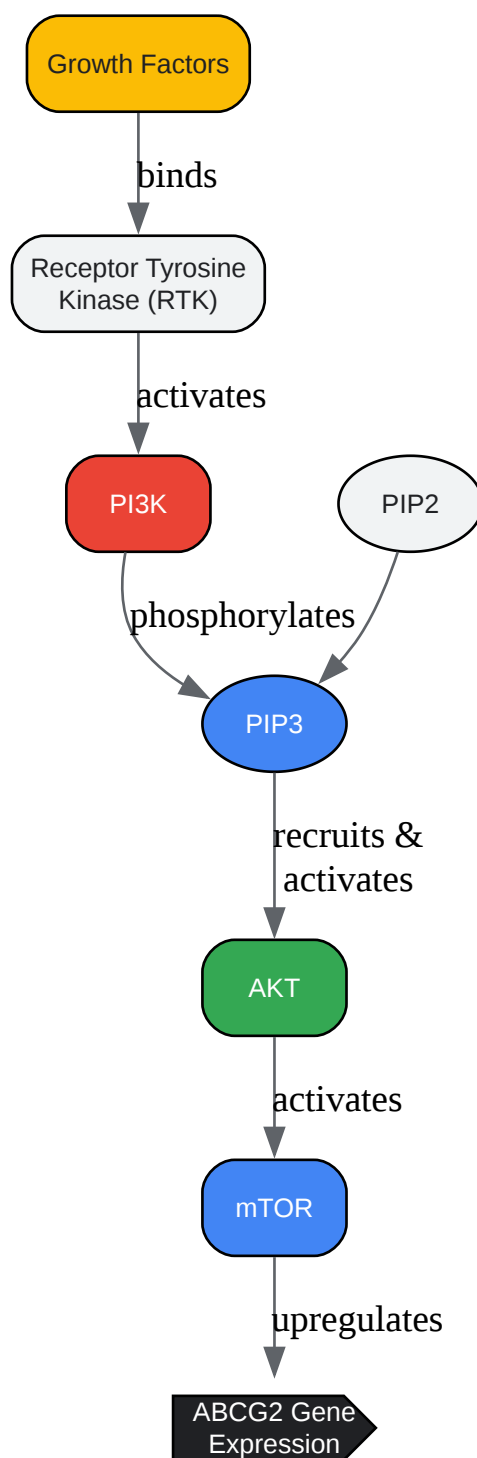 Growth Factors
binds
Receptor Tyrosine
Kinase (RTK)
activates
PI3K
PIP2
phosphorylates
PIP3
recruits &
activates
AKT
activates
mTOR
upregulates
ABCG2 Gene
Expression